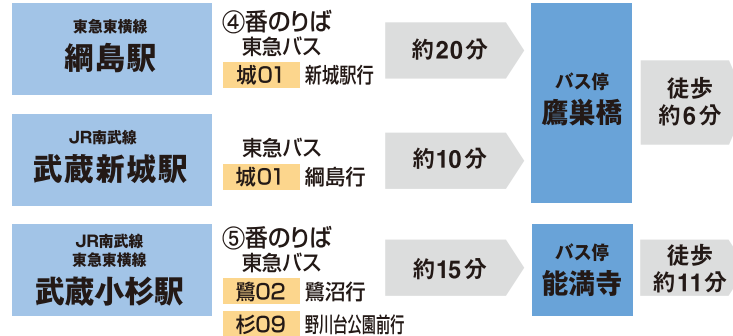 東急東横線
綱島駅
④番のりば
東急バス
城01 新城駅行
約20分
バス停
鷹巣橋
徒歩
約6分
JR南武線
武蔵新城駅
東急バス
城01 綱島行
約10分
JR南武線
東急東横線
武蔵小杉駅
⑤番のりば
東急バス
鷺02 鷺沼行
杉09 野川台公園前行
約15分
バス停
能満寺
徒歩
約11分